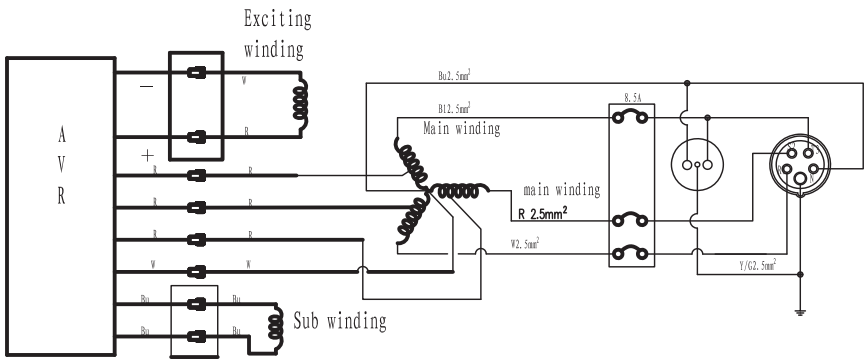 Exciting
winding
AVR
—
+
W
R
R R
R R
R R
W W
Bu Bu
Bu Bu
Sub winding
Bu2.5mm²
Bl2.5mm²
Main winding
main winding
R 2.5mm²
W2.5mm²
8.5A
Y/G2.5mm²